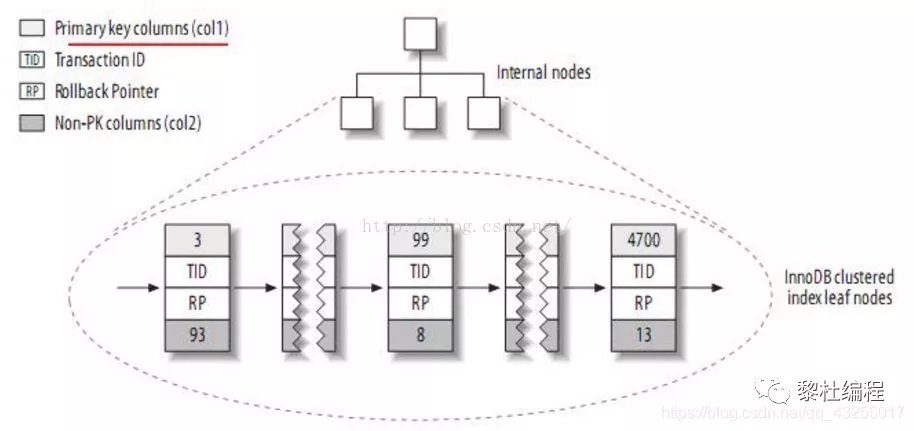 Primary key columns (col1)
TID Transaction ID
RP Rollback Pointer
Non-PK columns (col2)
Internal nodes
http://blog.csdn.net/
3
99
4700
TID
TID
TID
RP
RP
RP
93
8
13
InnoDB clustered
index leaf nodes
黎杜编程
https://blog.csdn.net/qq_43255017